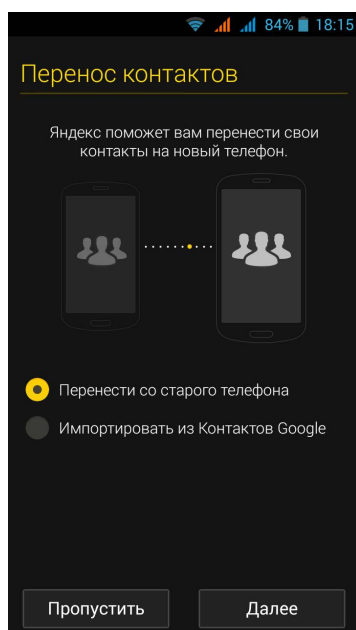 84% 18:15
Перенос контактов
Яндекс поможет вам перенести свои
контакты на новый телефон.
Перенести со старого телефона
Импортировать из Контактов Google
Пропустить Далее